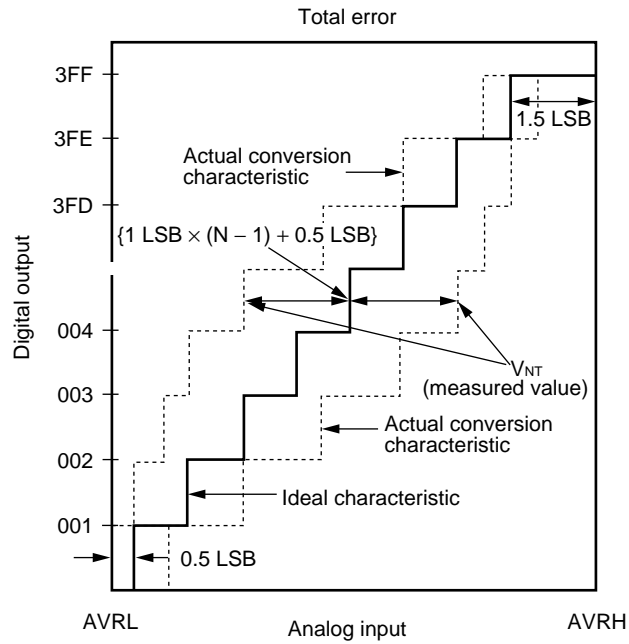 Total error
3FF
1.5 LSB
3FE
Actual conversion
characteristic
3FD
{1 LSB × (N − 1) + 0.5 LSB}
Digital output
004
VNT
(measured value)
003
Actual conversion
characteristic
002
Ideal characteristic
001
0.5 LSB
AVRL
Analog input
AVRH